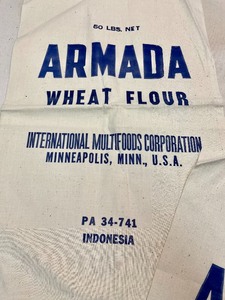 50 LBS. NET
ARMADA
WHEAT FLOUR
INTERNATIONAL MULTIFOODS CORPORATION
MINNEAPOLIS, MINN., U.S.A.
PA 34-741
INDONESIA
A